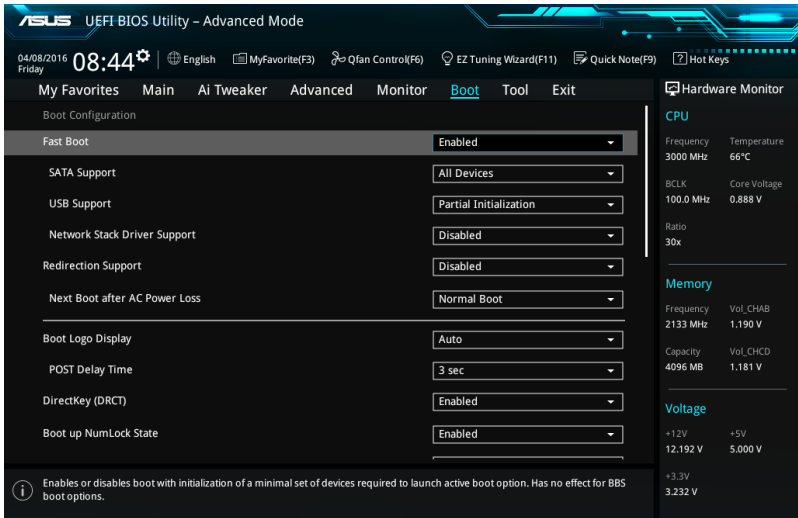 ASUS UEFI BIOS Utility – Advanced Mode
04/08/2016
Friday
08:44
English
MyFavorite(F3)
Qfan Control(F6)
EZ Tuning Wizard(F11)
Quick Note(F9)
? Hot Keys
My Favorites Main Ai Tweaker Advanced Monitor Boot Tool Exit
Boot Configuration
Fast Boot Enabled
SATA Support All Devices
USB Support Partial Initialization
Network Stack Driver Support Disabled
Redirection Support Disabled
Next Boot after AC Power Loss Normal Boot
Boot Logo Display Auto
POST Delay Time 3 sec
DirectKey (DRCT) Enabled
Boot up NumLock State Enabled
i
Enables or disables boot with initialization of a minimal set of devices required to launch active boot option. Has no effect for BBS
boot options.
Hardware Monitor
CPU
Frequency Temperature
3000 MHz 66°C
BCLK Core Voltage
100.0 MHz 0.888 V
Ratio
30x
Memory
Frequency Vol_CHAB
2133 MHz 1.190 V
Capacity Vol_CHCD
4096 MB 1.181 V
Voltage
+12V +5V
12.192 V 5.000 V
+3.3V
3.232 V